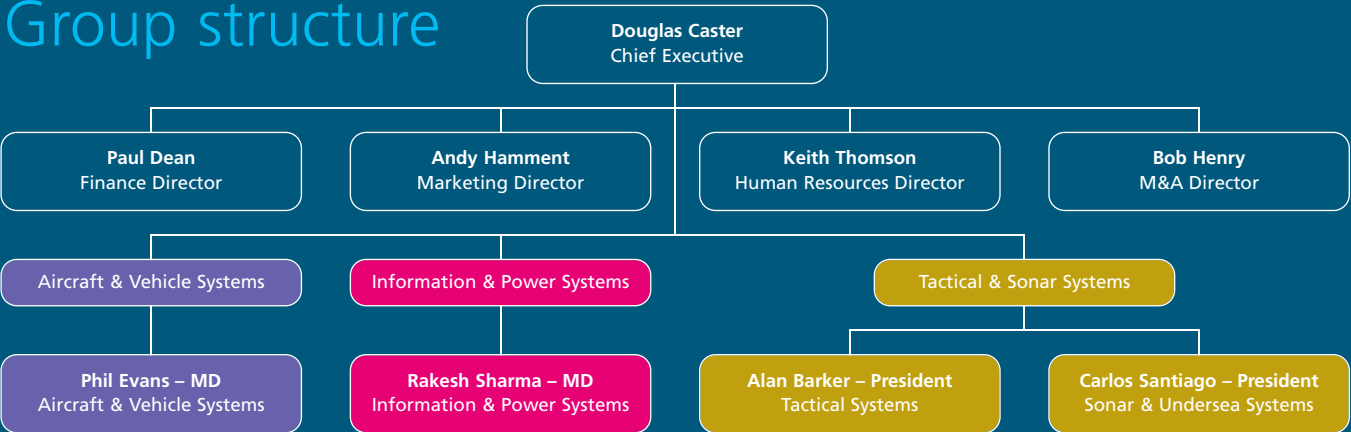 Group structure
Douglas Caster
Chief Executive
Paul Dean
Finance Director
Andy Hamment
Marketing Director
Keith Thomson
Human Resources Director
Bob Henry
M&A Director
Aircraft & Vehicle Systems
Information & Power Systems
Tactical & Sonar Systems
Phil Evans – MD
Aircraft & Vehicle Systems
Rakesh Sharma – MD
Information & Power Systems
Alan Barker – President
Tactical Systems
Carlos Santiago – President
Sonar & Undersea Systems